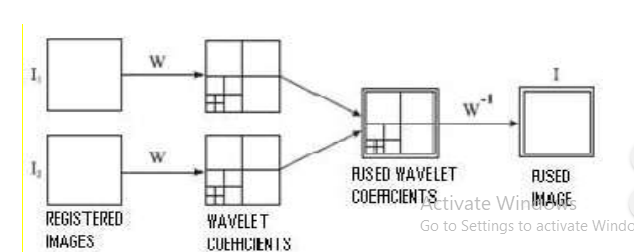 I₁
W
W
I₂
REGISTERED
IMAGES
WAVELET
COEFFICIENTS
FUSED WAVELET
COEFFICIENTS
W⁻¹
I
FUSED
IMAGE
Activate Windows
Go to Settings to activate Windo